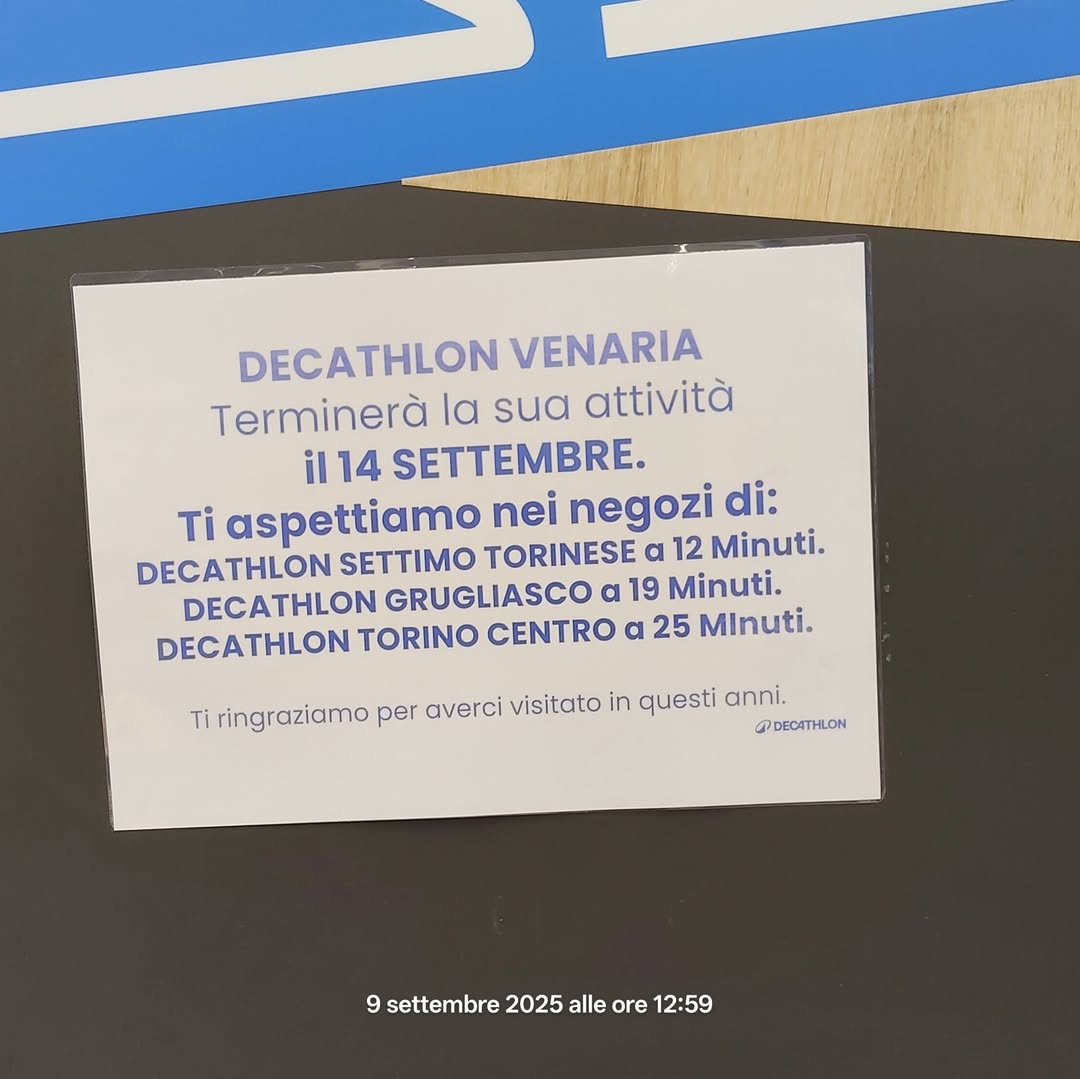 DECATHLON VENARIA
Terminerà la sua attività
il 14 SETTEMBRE.
Ti aspettiamo nei negozi di:
DECATHLON SETTIMO TORINESE a 12 Minuti.
DECATHLON GRUGLIASCO a 19 Minuti.
DECATHLON TORINO CENTRO a 25 MInuti.
Ti ringraziamo per averci visitato in questi anni.
DECATHLON
9 settembre 2025 alle ore 12:59